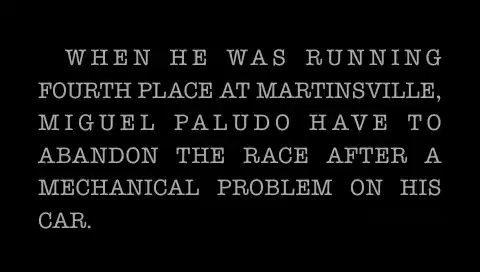 WHEN HE WAS RUNNING
FOURTH PLACE AT MARTINSVILLE,
MIGUEL PALUDO HAVE TO
ABANDON THE RACE AFTER A
MECHANICAL PROBLEM ON HIS
CAR.